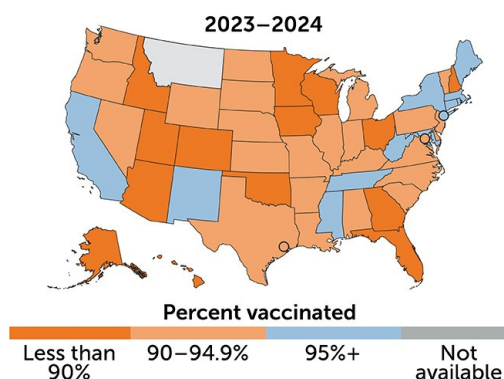 2023–2024
Percent vaccinated
Less than 90–94.9% 95%+ Not
90% available